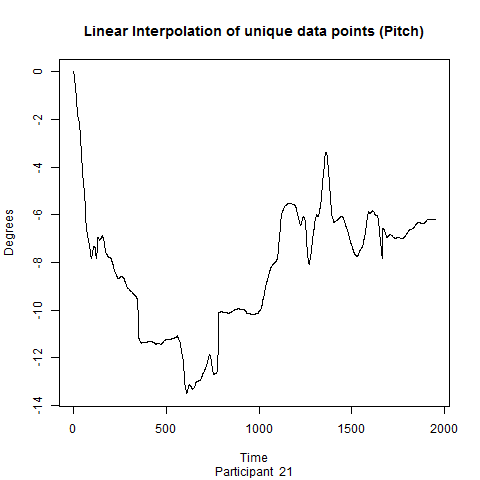 Linear Interpolation of unique data points (Pitch)
0
-2
-4
-6
-8
-10
-12
-14
Degrees
0 500 1000 1500 2000
Time
Participant 21